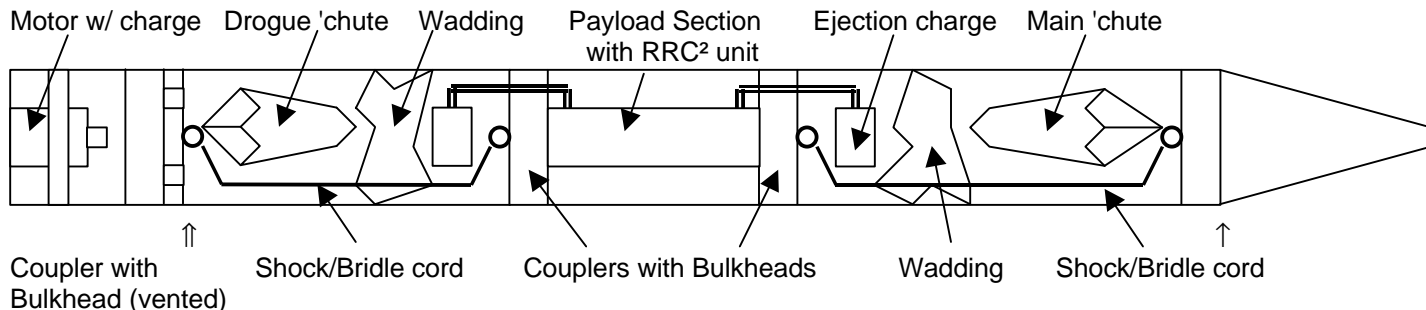 Motor w/ charge
Drogue 'chute
Wadding
Payload Section
with RRC² unit
Ejection charge
Main 'chute
⇑
↑
Coupler with
Bulkhead (vented)
Shock/Bridle cord
Couplers with Bulkheads
Wadding
Shock/Bridle cord